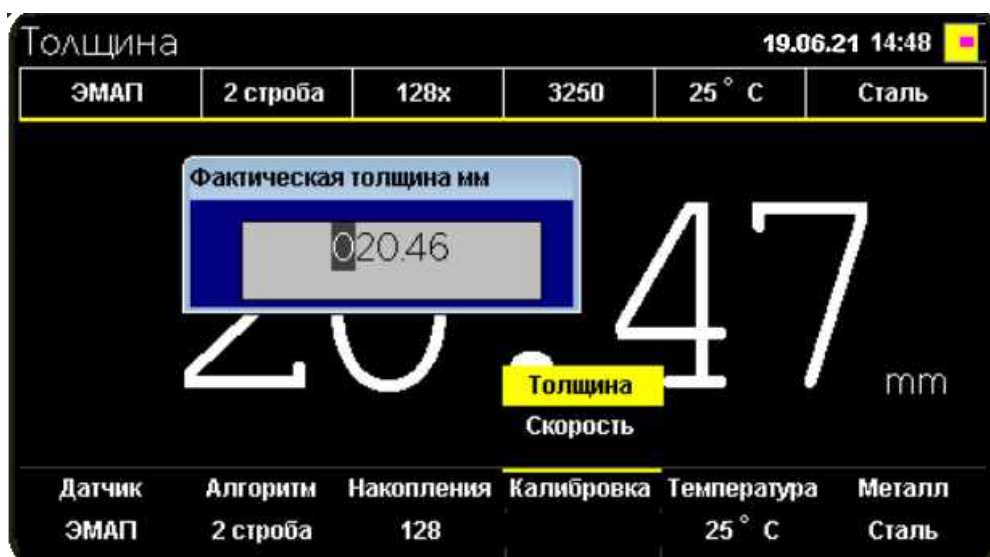 Толщина 19.06.21 14:48
ЭМАП 2 строба 128x 3250 25° C Сталь
Фактическая толщина мм
020.46
20.47 mm
Толщина
Скорость
Датчик Алгоритм Накопления Калибровка Температура Металл
ЭМАП 2 строба 128 25° C Сталь